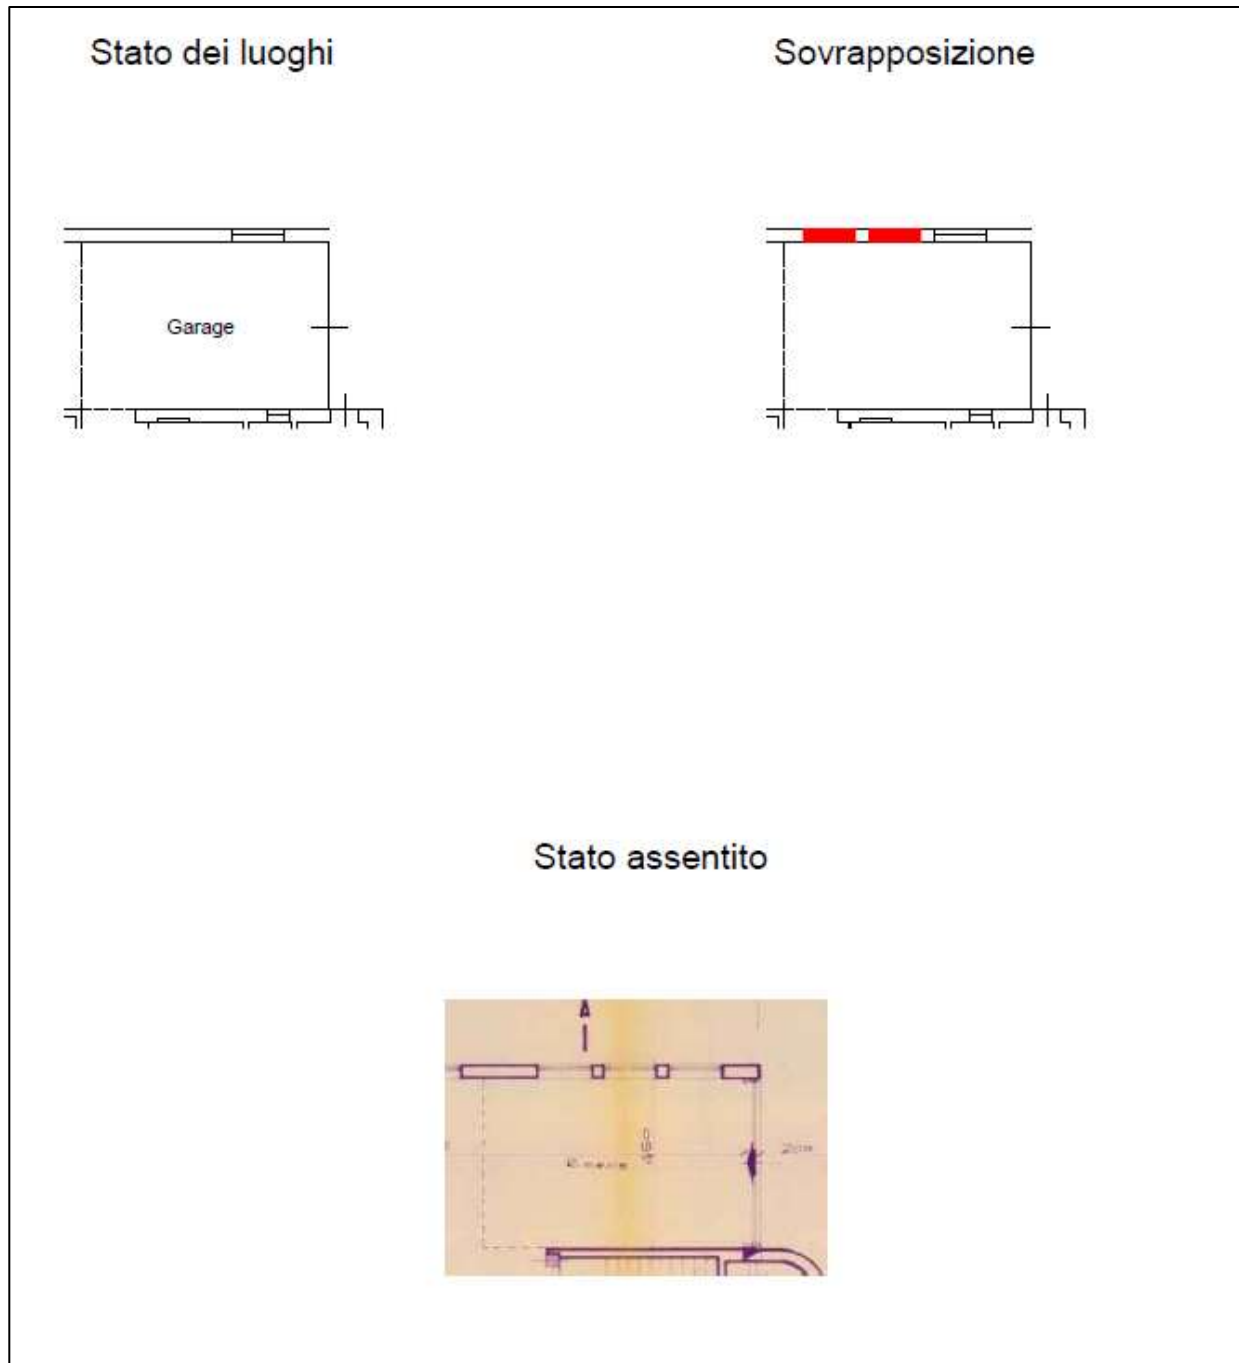 Stato dei luoghi
Sovrapposizione
Garage
Stato assentito
A